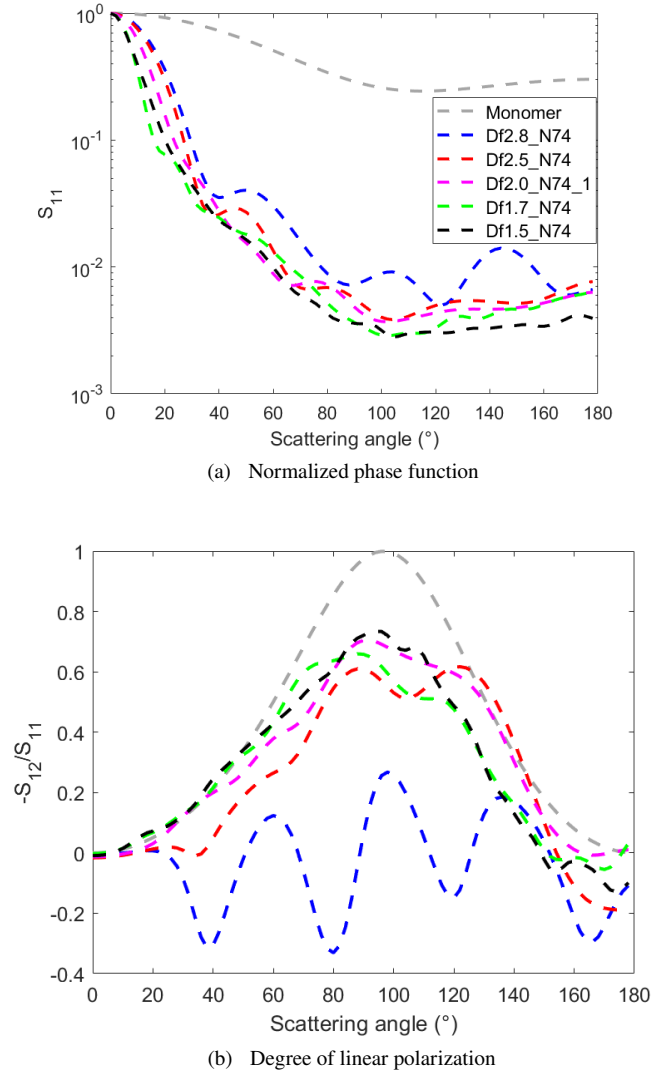 10^0
10^-1
10^-2
10^-3
S_11
Monomer
Df2.8_N74
Df2.5_N74
Df2.0_N74_1
Df1.7_N74
Df1.5_N74
0 20 40 60 80 100 120 140 160 180
Scattering angle (°)
(a) Normalized phase function
1
0.8
0.6
0.4
0.2
0
-0.2
-0.4
-S_12/S_11
0 20 40 60 80 100 120 140 160 180
Scattering angle (°)
(b) Degree of linear polarization